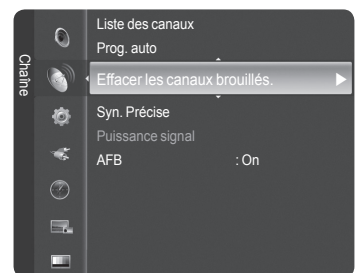 Chaîne
Liste des canaux
Prog. auto
Effacer les canaux brouillés.
Syn. Précise
Puissance signal
AFB : On